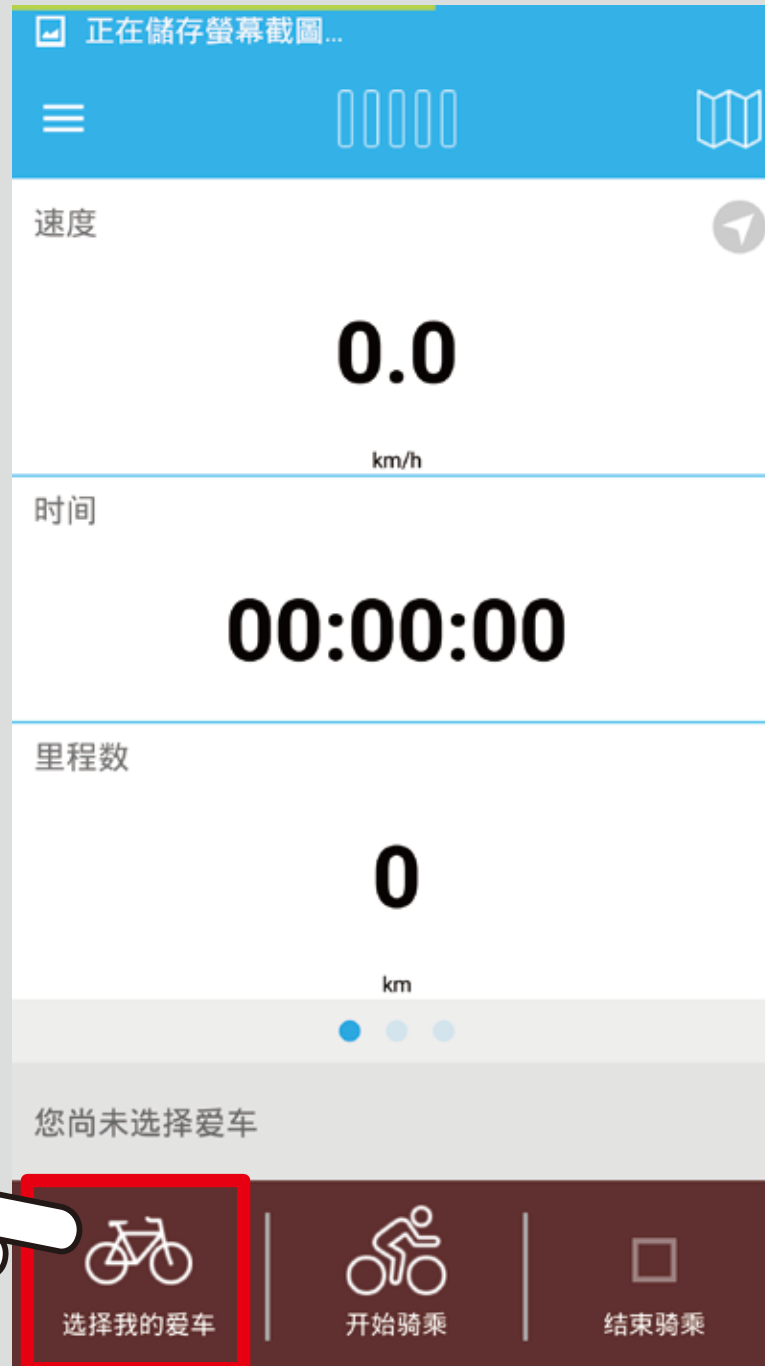 正在儲存螢幕截圖...
速度
0.0
km/h
时间
00:00:00
里程数
0
km
您尚未选择爱车
选择我的爱车
开始骑乘
结束骑乘